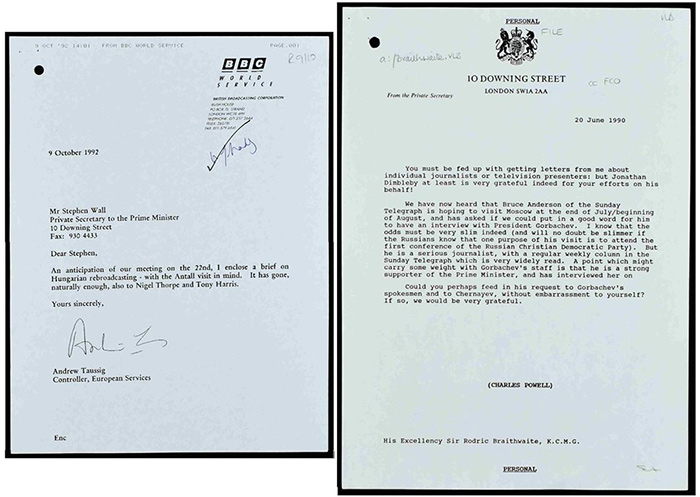 9 OCT '92 14:01 FROM BBC WORLD SERVICE PAGE.001
R9/10
BBC
WORLD
SERVICE
BRITISH BROADCASTING CORPORATION
BUSH HOUSE
9 October 1992
Mr Stephen Wall
Private Secretary to the Prime Minister
10 Downing Street
Fax: 930 4433
Dear Stephen,
An anticipation of our meeting on the 22nd, I enclose a brief on
Hungarian rebroadcasting - with the Antall visit in mind. It has gone,
naturally enough, also to Nigel Thorpe and Tony Harris.
Yours sincerely,
Andrew Taussig
Controller, European Services
Enc
PERSONAL
FILE
a: Braithwaite.
10 DOWNING STREET
LONDON SW1A 2AA
cc FCO
From the Private Secretary
20 June 1990
You must be fed up with getting letters from me about
individual journalists or television presenters: but Jonathan
Dimbleby at least is very grateful indeed for your efforts on his
behalf!
We have now heard that Bruce Anderson of the Sunday
Telegraph is hoping to visit Moscow at the end of July/beginning
of August, and has asked if we could put in a good word for him
to have an interview with President Gorbachev. I know that the
odds must be very slim indeed (and will no doubt be slimmer if
the Russians know that one purpose of his visit is to attend the
first conference of the Russian Christian Democratic Party). But
he is a serious journalist, with a regular weekly column in the
Sunday Telegraph which is very widely read. A point which might
carry some weight with Gorbachev's staff is that he is a strong
supporter of the Prime Minister, and has interviewed her on
Could you perhaps feed in his request to Gorbachev's
spokesmen and to Chernayev, without embarrassment to yourself?
If so, we would be very grateful.
(CHARLES POWELL)
His Excellency Sir Rodric Braithwaite, K.C.M.G.
PERSONAL